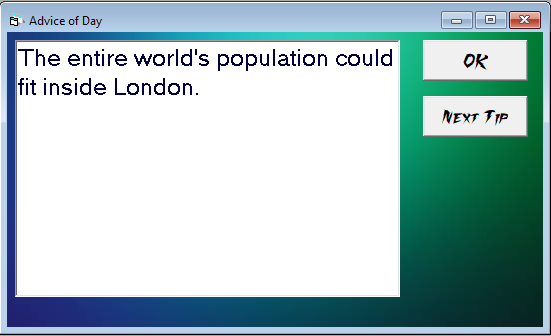 Advice of Day
The entire world's population could
fit inside London.
OK
Next Tip